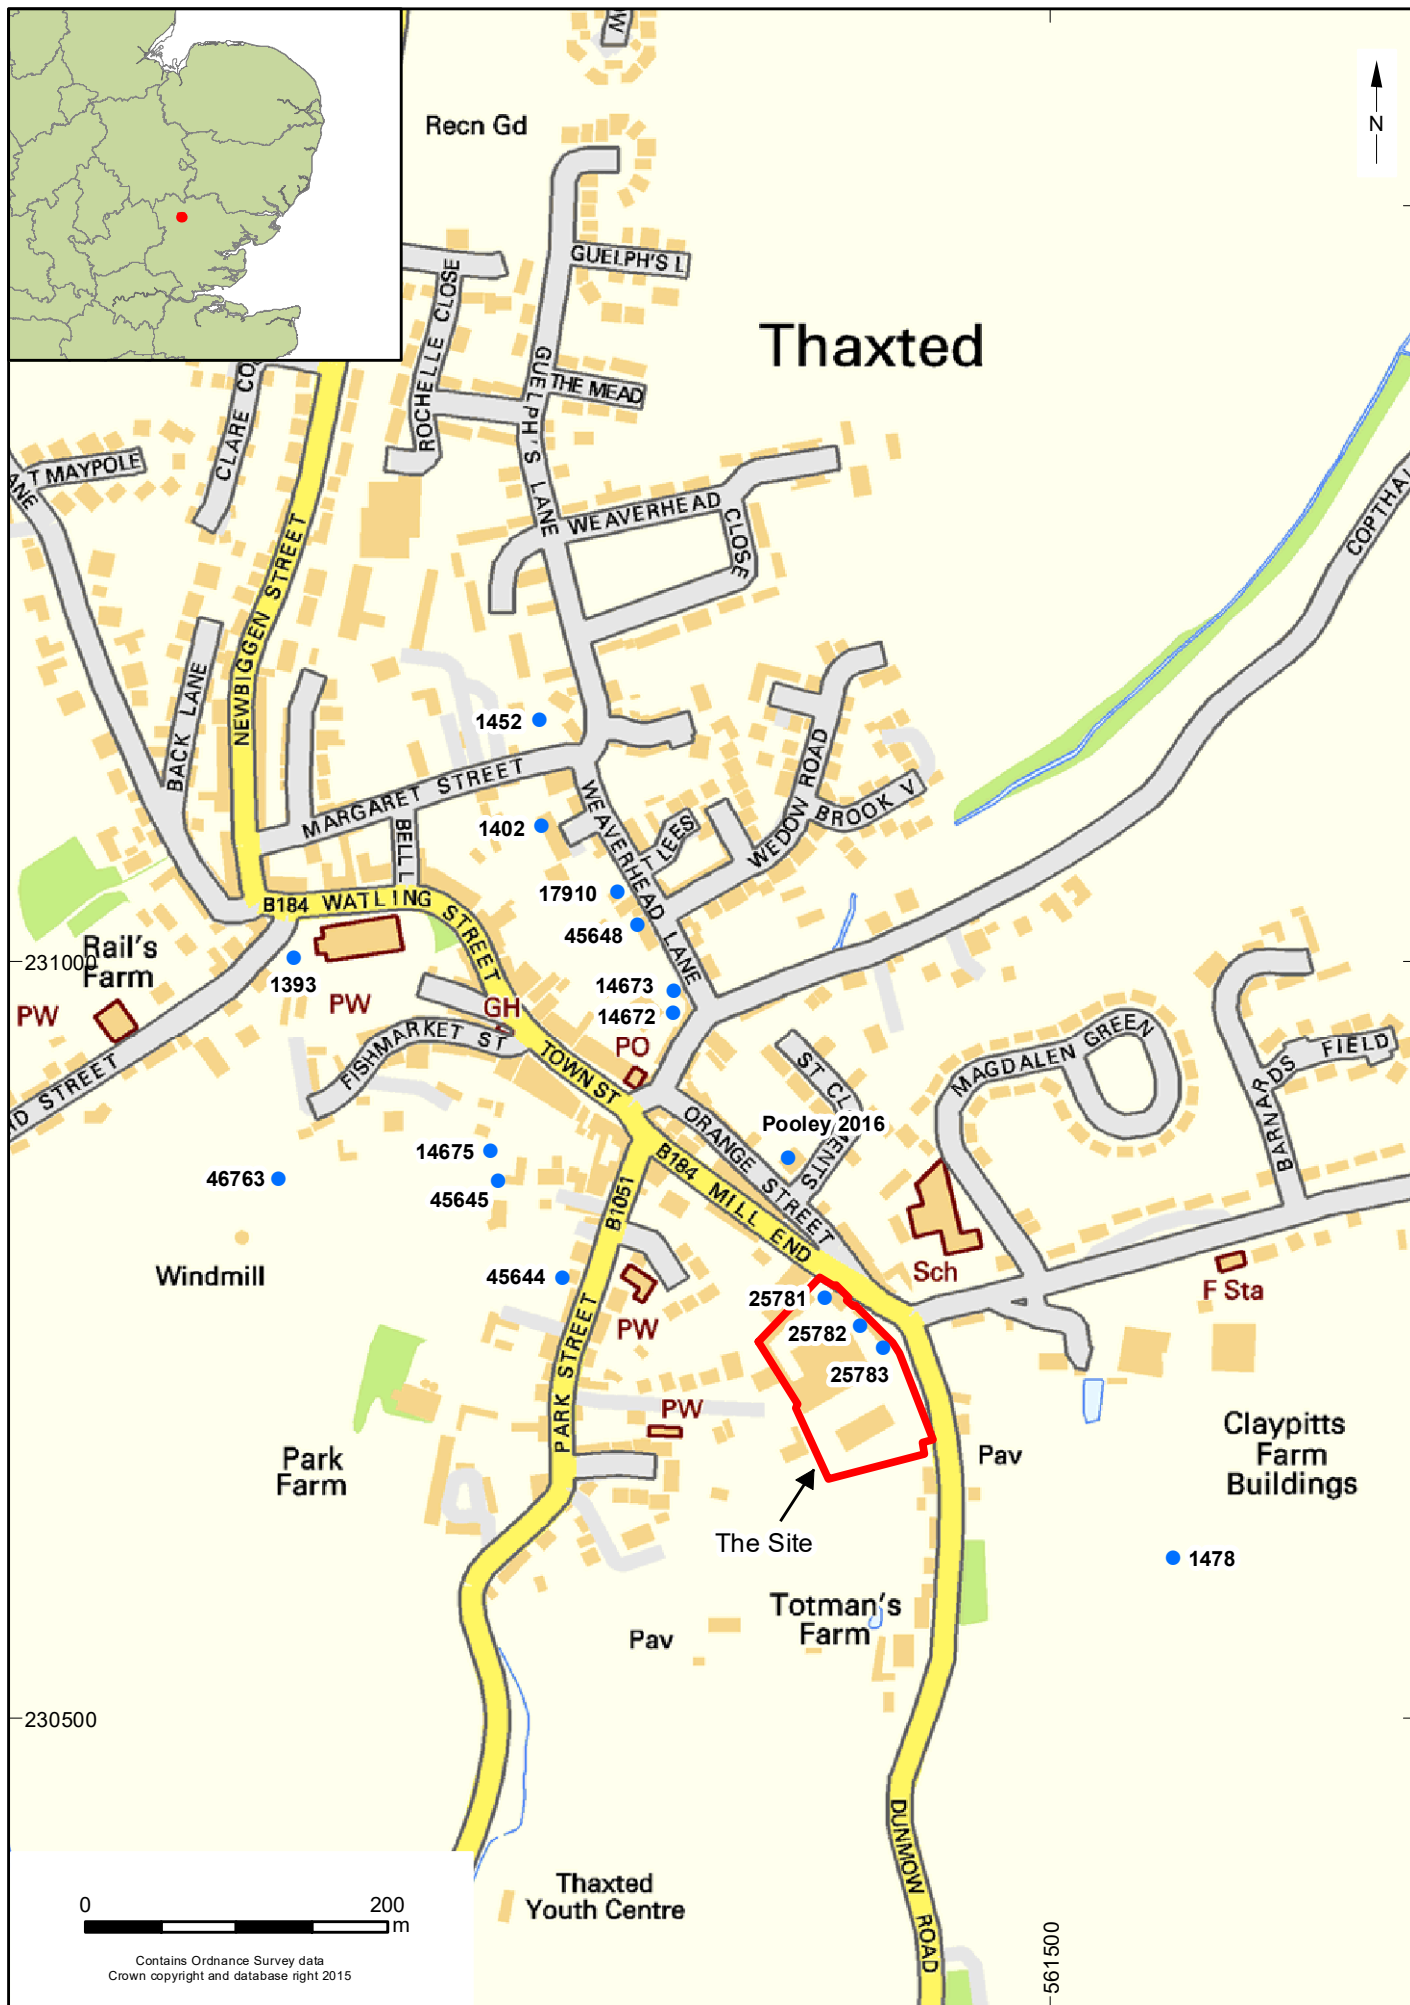 Recn Gd
N
GUELPH'S L
Thaxted
ROCHELLE CLOSE
THE MEAD
GUELPH'S LANE
CLARE CO
T MAYPOLE
ANE
WEAVERHEAD
CLOSE
COPTHAL
NEWBIGGEN STREET
BACK LANE
1452
MARGARET STREET
WEDOW ROAD
BROOK V
BELL L
1402
WEAVERHEAD LANE
T LEES
17910
B184 WATLING STREET
45648
Rail's
Farm
231000
1393
PW
PW
GH
14673
14672
PO
FISHMARKET ST
TOWN ST
ST CLEMENTS
MAGDALEN GREEN
BARNARDS FIELD
RD STREET
ORANGE STREET
Pooley 2016
14675
45645
46763
B1051
B184 MILL END
Windmill
45644
Sch
F Sta
25781
25782
25783
PW
PARK STREET
PW
Park
Farm
Pav
Claypitts
Farm
Buildings
The Site
1478
Totman's
Farm
Pav
230500
DUNMOW ROAD
Thaxted
Youth Centre
0
200
m
Contains Ordnance Survey data
Crown copyright and database right 2015
561500